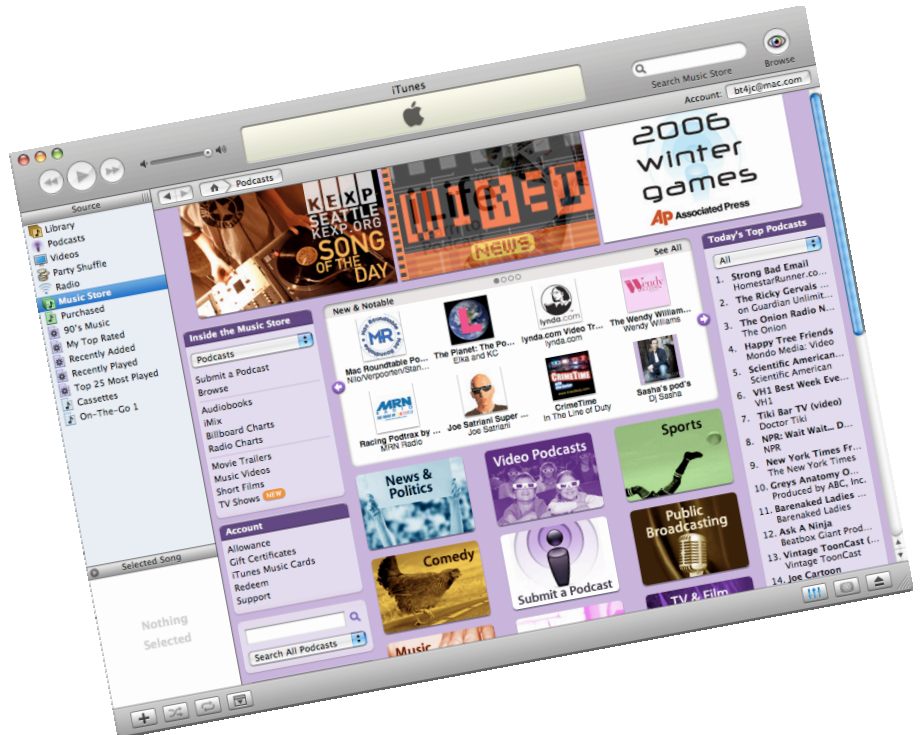 iTunes
Search Music Store
Browse
Account: bt4jc@mac.com
Podcasts
Source
Library
Podcasts
Videos
Party Shuffle
Radio
Music Store
Purchased
90's Music
My Top Rated
Recently Added
Recently Played
Top 25 Most Played
Cassettes
On-The-Go 1
Selected Song
Nothing
Selected
KEXP
SEATTLE
KEXP.ORG
SONG
OF THE
DAY
WIRED
NEWS
2006
winter
games
AP Associated Press
Inside the Music Store
Podcasts
Submit a Podcast
Browse
Audiobooks
iMix
Billboard Charts
Radio Charts
Movie Trailers
Music Videos
Short Films
TV Shows NEW
Account
Allowance
Gift Certificates
iTunes Music Cards
Redeem
Support
Search All Podcasts
New & Notable
See All
MR
Mac Roundtable Po...
Nilo/Verpoorten/Stan...
L
The Planet: The Po...
Elka and KC
lynda.com
lynda.com Video Tr...
lynda.com
Wendy
The Wendy William...
Wendy Williams
MRN
Racing Podtrax by ...
MRN Radio
Joe Satriani Super ...
Joe Satriani
CRIMETIME
CrimeTime
In The Line of Duty
Sasha's pod's
Dj Sasha
News &
Politics
Video Podcasts
Sports
Comedy
Submit a Podcast
Public
Broadcasting
Music
TV & Film
Today's Top Podcasts
All
1. Strong Bad Email
HomestarRunner.co...
2. The Ricky Gervais ...
on Guardian Unlimit...
3. The Onion Radio N...
The Onion
4. Happy Tree Friends
Mondo Media: Video
5. Scientific American...
Scientific American
6. VH1 Best Week Eve...
VH1
7. Tiki Bar TV (video)
Doctor Tiki
8. NPR: Wait Wait... D...
NPR
9. New York Times Fr...
The New York Times
10. Greys Anatomy O...
Produced by ABC, Inc.
11. Barenaked Ladies ...
Barenaked Ladies
12. Ask A Ninja
Beatbox Giant Prod...
13. Vintage ToonCast (...
Vintage ToonCast
14. Joe Cartoon